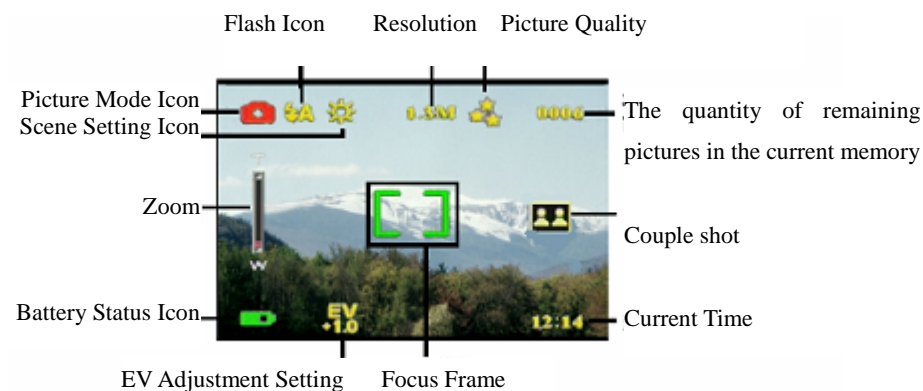 Flash Icon Resolution Picture Quality
Picture Mode Icon
Scene Setting Icon
The quantity of remaining
pictures in the current memory
Zoom
Couple shot
Battery Status Icon
Current Time
EV Adjustment Setting Focus Frame
A
1.3M
0006
T
W
EV
+1.0
12:14